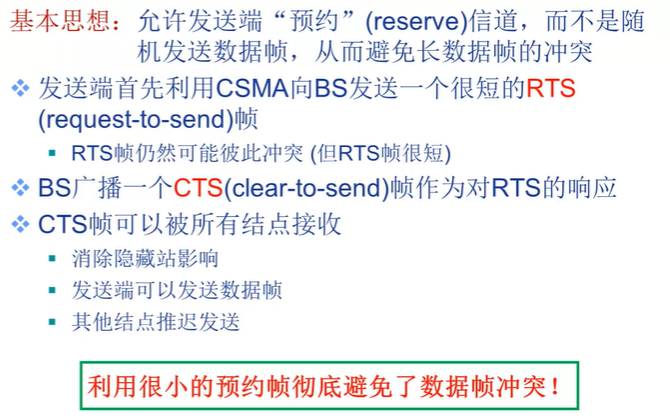 基本思想：允许发送端“预约”(reserve)信道，而不是随
机发送数据帧，从而避免长数据帧的冲突
发送端首先利用CSMA向BS发送一个很短的RTS
(request-to-send)帧
RTS帧仍然可能彼此冲突 (但RTS帧很短)
BS广播一个CTS(clear-to-send)帧作为对RTS的响应
CTS帧可以被所有结点接收
消除隐藏站影响
发送端可以发送数据帧
其他结点推迟发送
利用很小的预约帧彻底避免了数据帧冲突！